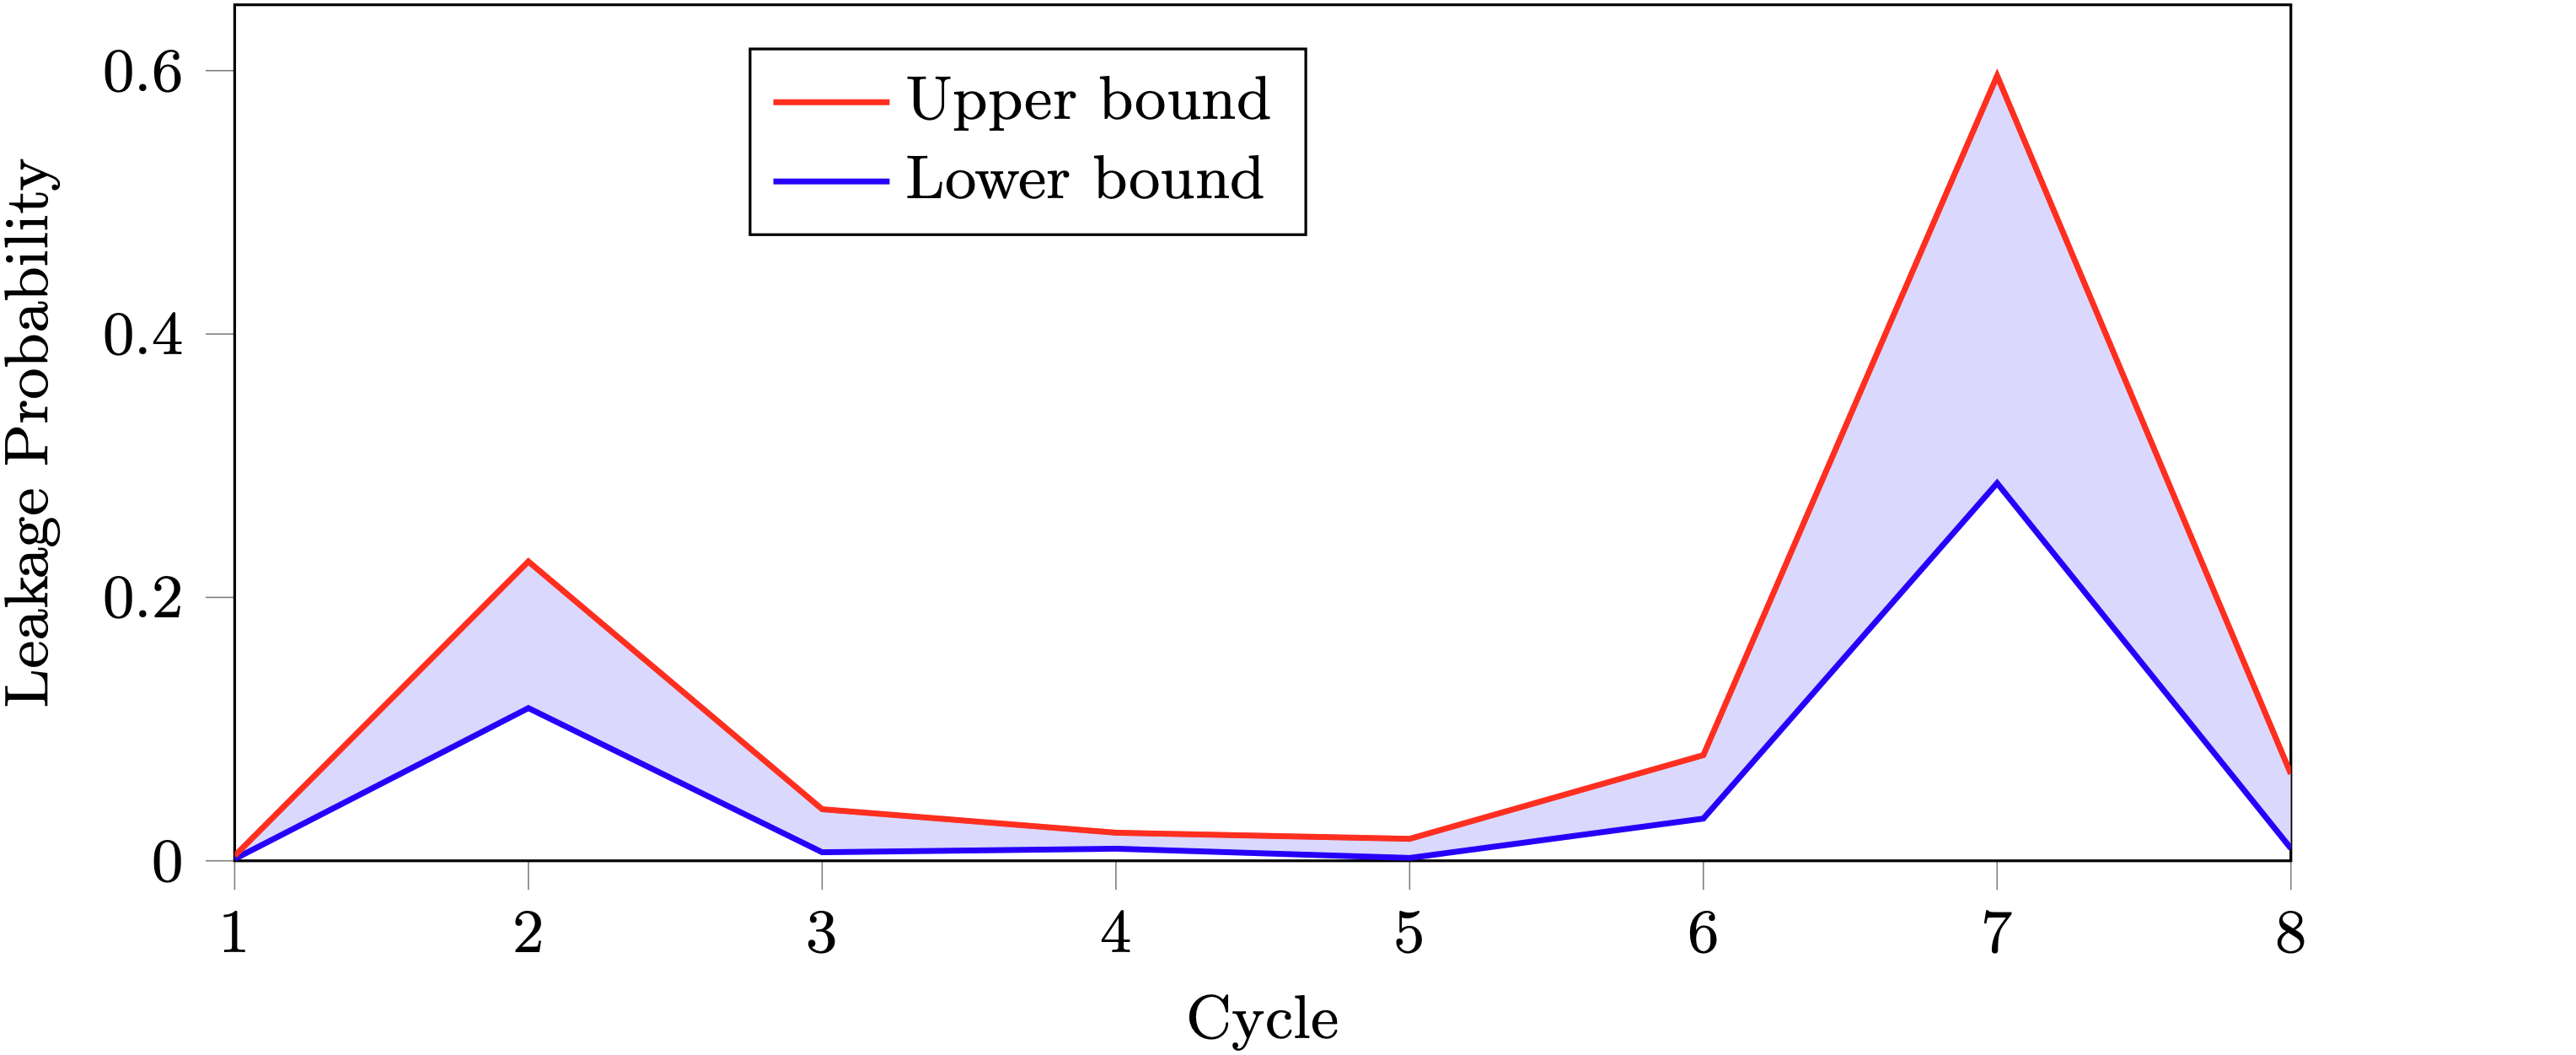 Upper bound
Lower bound
Leakage Probability
0.6
0.4
0.2
0
1 2 3 4 5 6 7 8
Cycle